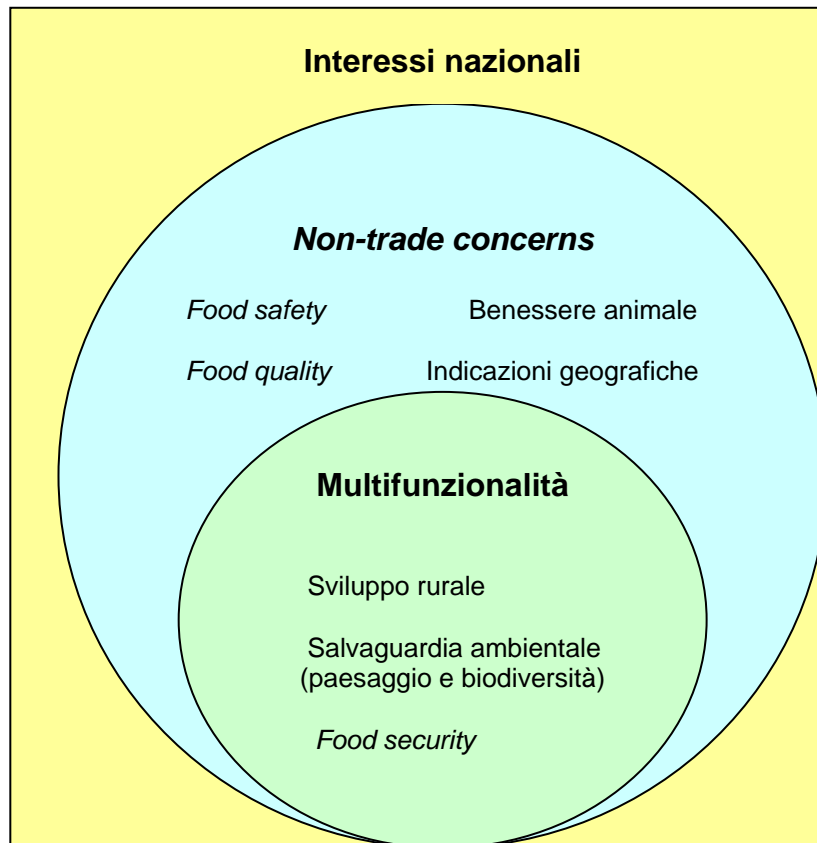 Interessi nazionali
Non-trade concerns
Food safety Benessere animale
Food quality Indicazioni geografiche
Multifunzionalità
Sviluppo rurale
Salvaguardia ambientale
(paesaggio e biodiversità)
Food security